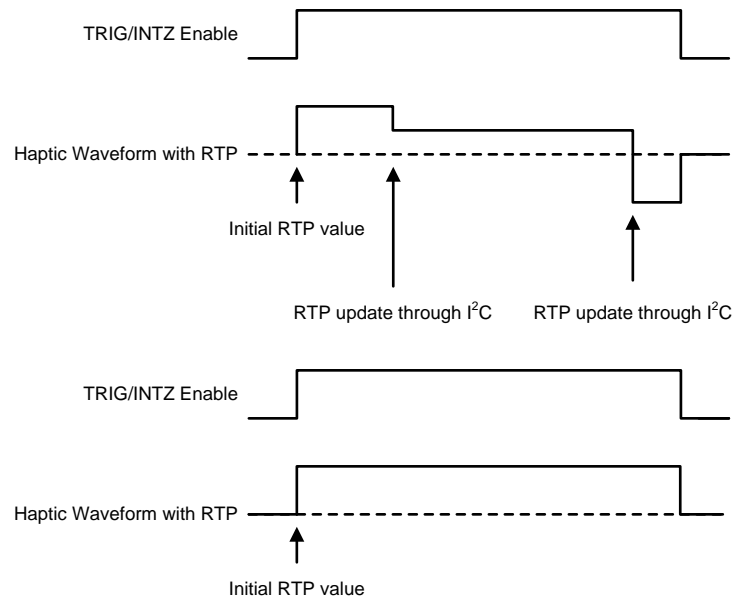 TRIG/INTZ Enable
Haptic Waveform with RTP
Initial RTP value
RTP update through I²C
RTP update through I²C
TRIG/INTZ Enable
Haptic Waveform with RTP
Initial RTP value